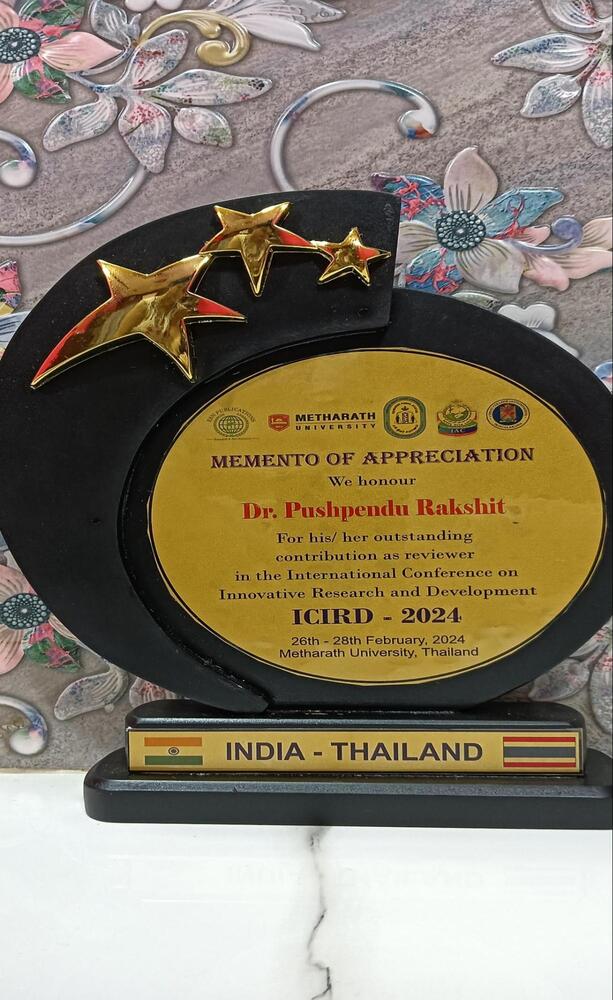 METHARATH
UNIVERSITY
IAC
MEMENTO OF APPRECIATION
We honour
Dr. Pushpendu Rakshit
For his/ her outstanding
contribution as reviewer
in the International Conference on
Innovative Research and Development
ICIRD - 2024
26th - 28th February, 2024
Metharath University, Thailand
INDIA - THAILAND